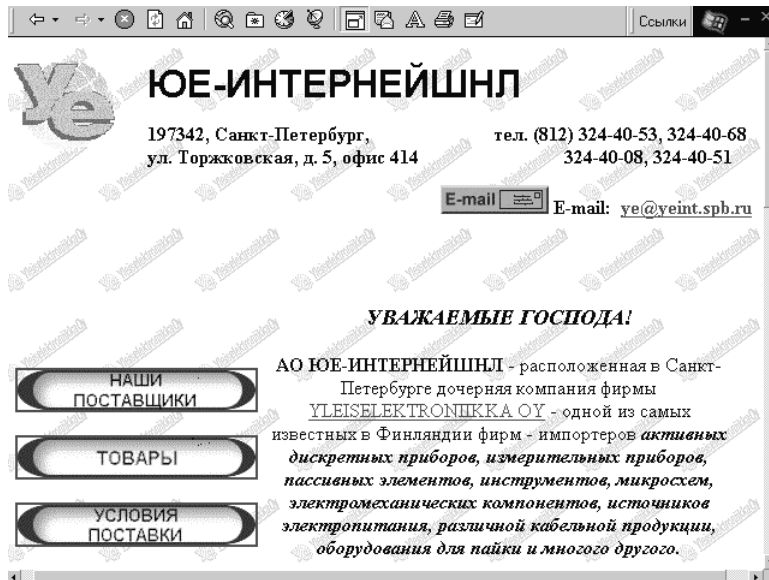 Ссылки
Ye
ЮЕ-ИНТЕРНЕЙШНЛ
197342, Санкт-Петербург,
ул. Торжковская, д. 5, офис 414
тел. (812) 324-40-53, 324-40-68
324-40-08, 324-40-51
E-mail
E-mail: ye@yeint.spb.ru
УВАЖАЕМЫЕ ГОСПОДА!
НАШИ
ПОСТАВЩИКИ
ТОВАРЫ
УСЛОВИЯ
ПОСТАВКИ
АО ЮЕ-ИНТЕРНЕЙШНЛ - расположенная в Санкт-
Петербурге дочерняя компания фирмы
YLEISELEKTRONIIKKA OY - одной из самых
известных в Финляндии фирм - импортеров активных
дискретных приборов, измерительных приборов,
пассивных элементов, инструментов, микросхем,
электромеханических компонентов, источников
электропитания, различной кабельной продукции,
оборудования для пайки и многого другого.